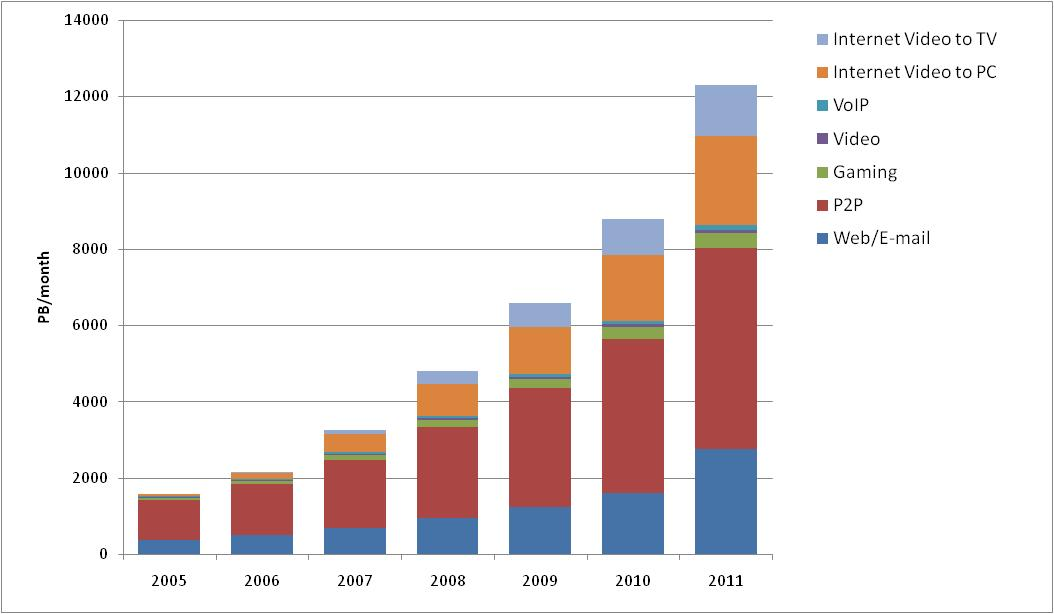 14000
12000
10000
8000
6000
4000
2000
0
PB/month
2005 2006 2007 2008 2009 2010 2011
Internet Video to TV
Internet Video to PC
VoIP
Video
Gaming
P2P
Web/E-mail